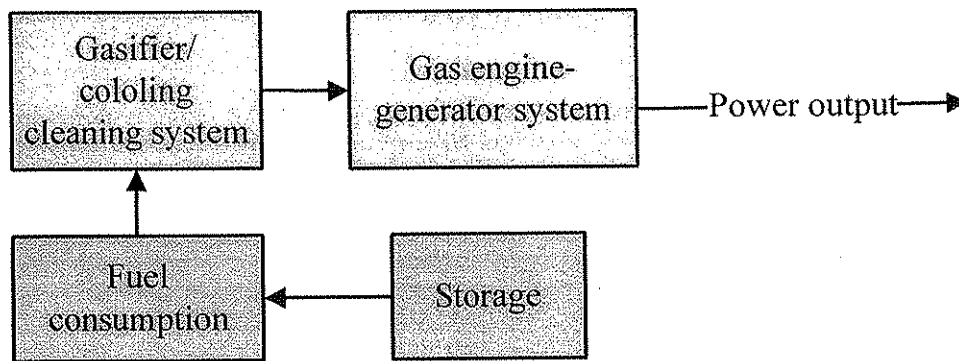 Gasifier/
cololing
cleaning system
Gas engine-
generator system
Power output
Fuel
consumption
Storage